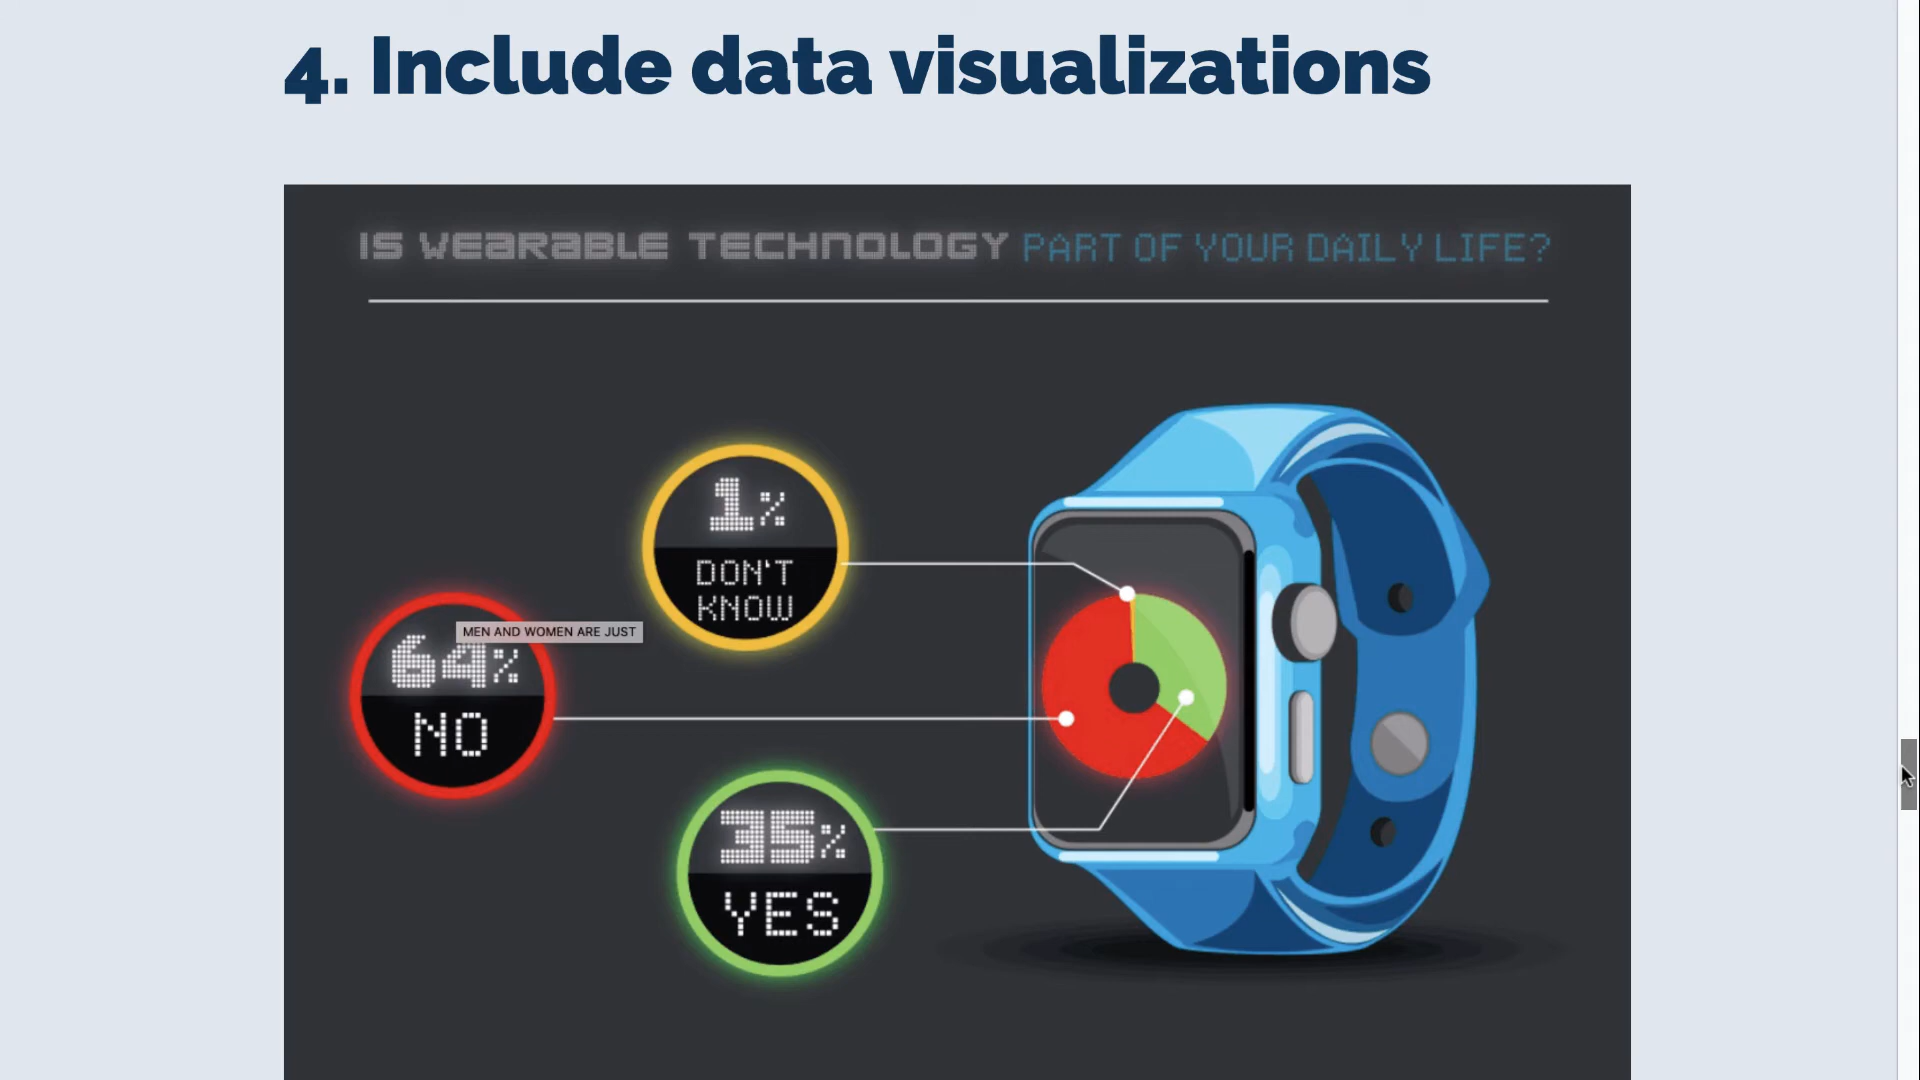 4. Include data visualizations
IS WEARABLE TECHNOLOGY PART OF YOUR DAILY LIFE?
1%
DON'T
KNOW
MEN AND WOMEN ARE JUST
64%
NO
35%
YES